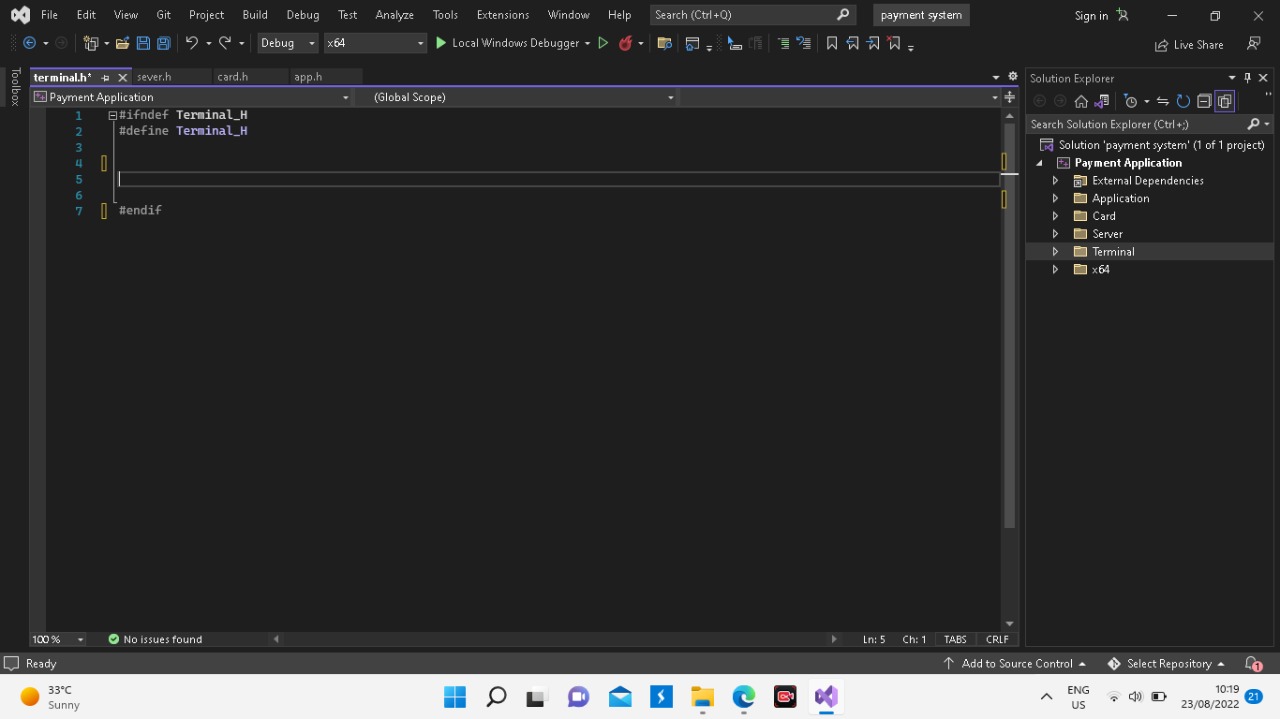 File Edit View Git Project Build Debug Test Analyze Tools Extensions Window Help Search (Ctrl+Q) payment system Sign in
Debug x64 Local Windows Debugger Live Share
Toolbox
terminal.h* sever.h card.h app.h
Payment Application (Global Scope)
1 #ifndef Terminal_H
2 #define Terminal_H
3
4
5
6
7 #endif
100 % No issues found Ln: 5 Ch: 1 TABS CRLF
Solution Explorer
Search Solution Explorer (Ctrl+;)
Solution 'payment system' (1 of 1 project)
Payment Application
External Dependencies
Application
Card
Server
Terminal
x64
Ready Add to Source Control Select Repository 1
33°C
Sunny
ENG
US
10:19
23/08/2022
21